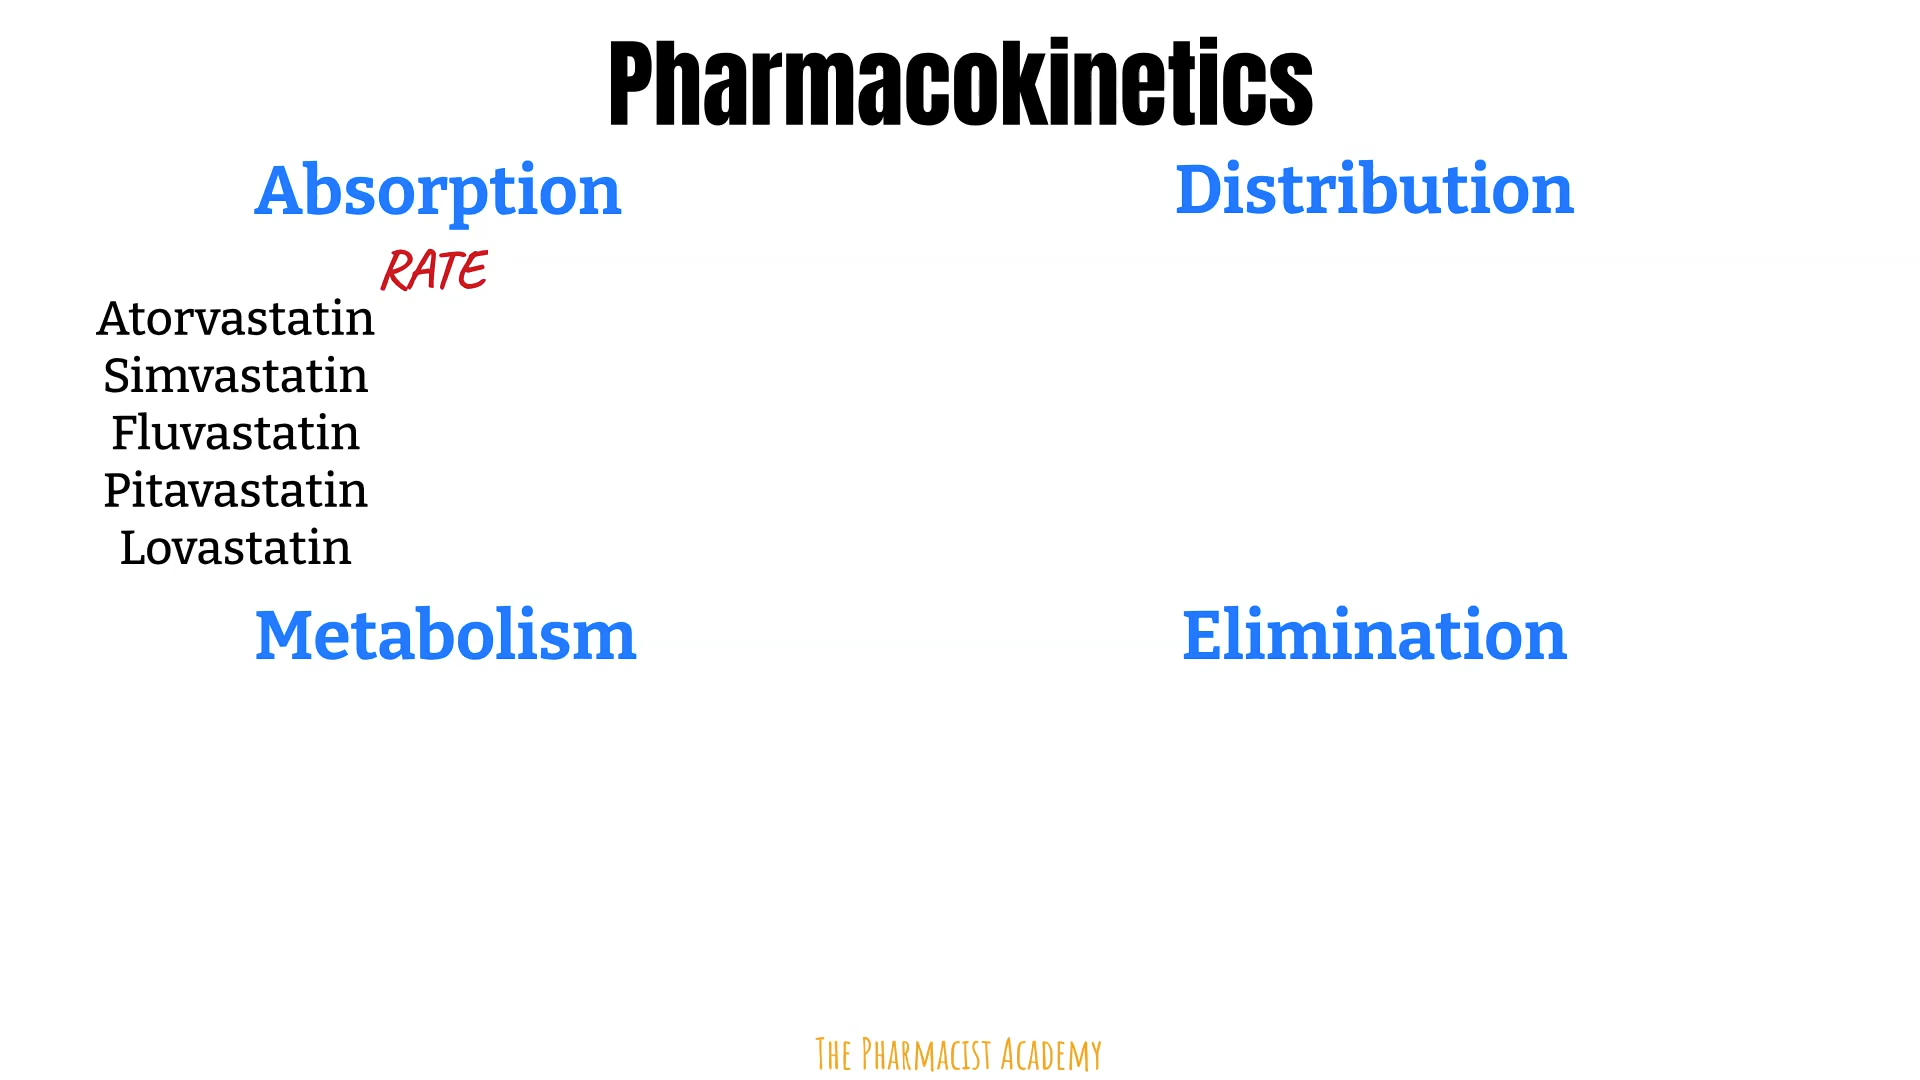 Pharmacokinetics
Absorption
RATE
Atorvastatin
Simvastatin
Fluvastatin
Pitavastatin
Lovastatin
Distribution
Metabolism
Elimination
The Pharmacist Academy